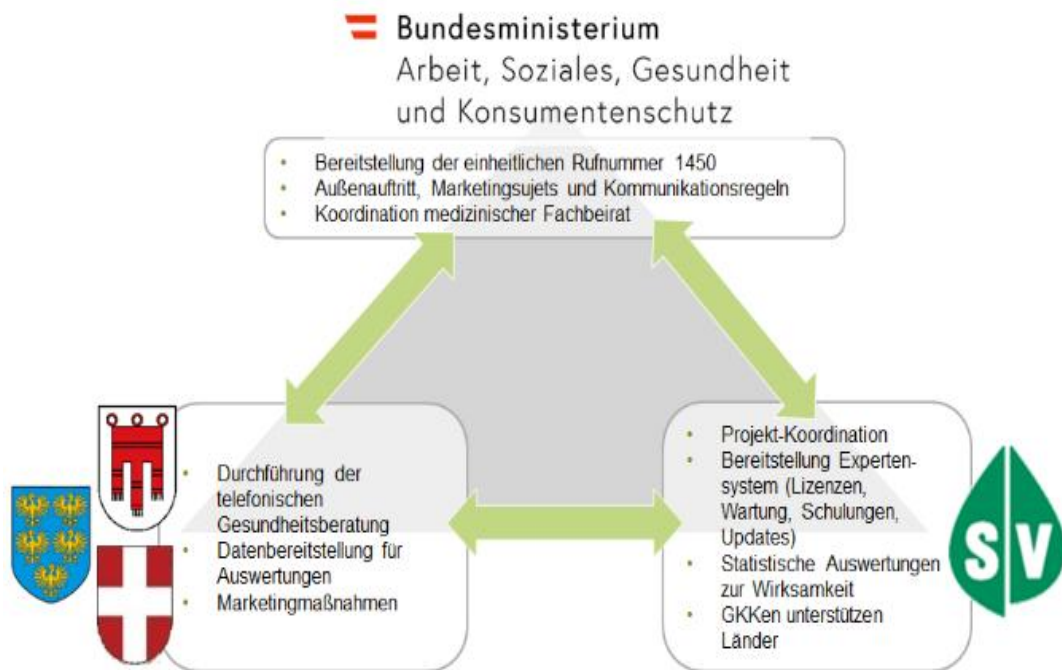 Bundesministerium
Arbeit, Soziales, Gesundheit
und Konsumentenschutz
• Bereitstellung der einheitlichen Rufnummer 1450
• Außenauftritt, Marketingsujets und Kommunikationsregeln
• Koordination medizinischer Fachbeirat
• Durchführung der
telefonischen
Gesundheitsberatung
• Datenbereitstellung für
Auswertungen
• Marketingmaßnahmen
• Projekt-Koordination
• Bereitstellung Experten-
system (Lizenzen,
Wartung, Schulungen,
Updates)
• Statistische Auswertungen
zur Wirksamkeit
• GKKen unterstützen
Länder
SV